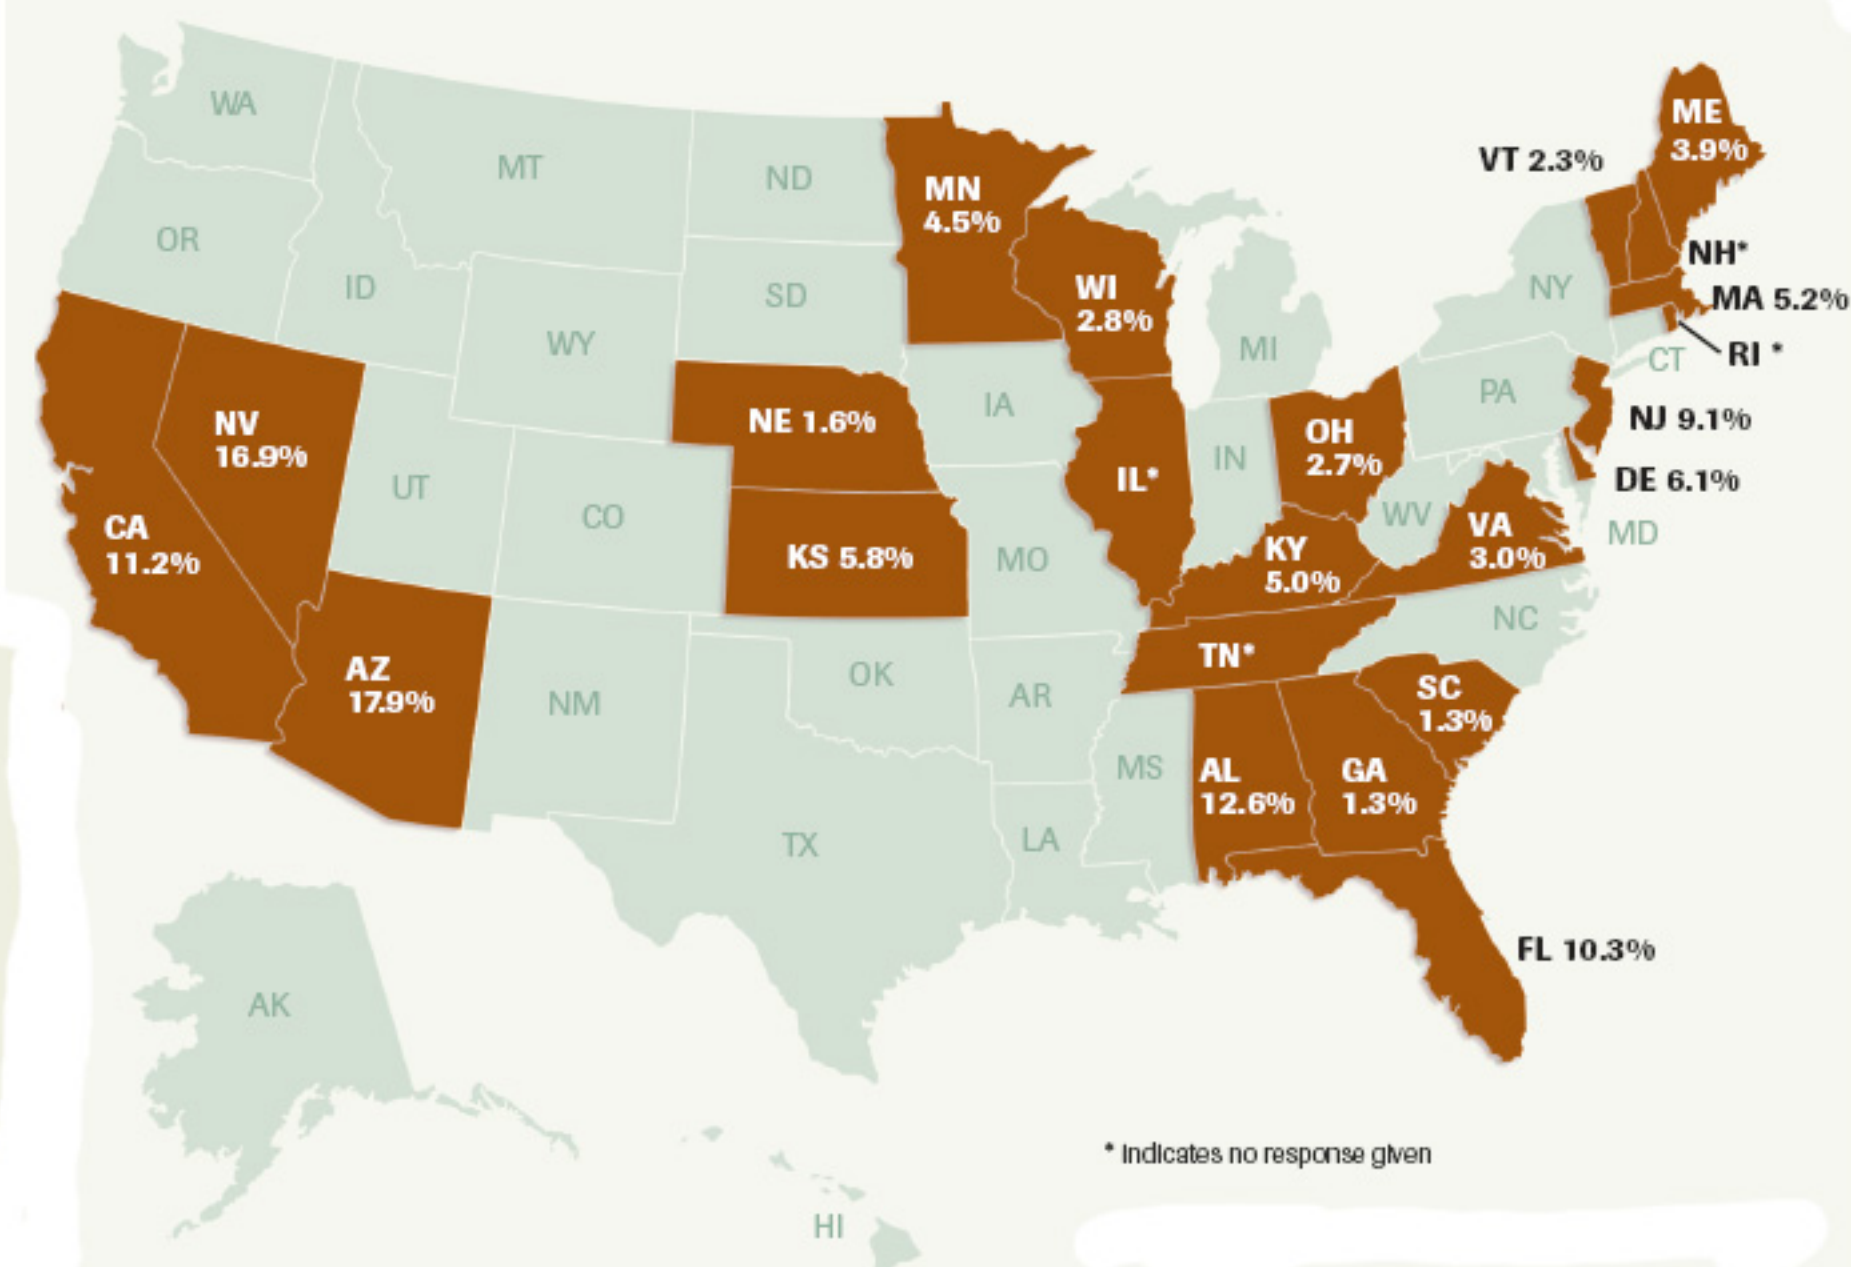 WA
MT
ND
MN
4.5%
ME
3.9%
VT 2.3%
OR
ID
SD
WI
2.8%
NY
NH*
MA 5.2%
WY
MI
RI *
CT
NV
16.9%
NE 1.6%
IA
OH
2.7%
PA
NJ 9.1%
UT
CO
IL*
IN
WV
DE 6.1%
CA
11.2%
KS 5.8%
MO
KY
5.0%
VA
3.0%
MD
NC
AZ
17.9%
NM
OK
AR
TN*
SC
1.3%
MS
AL
12.6%
GA
1.3%
TX
LA
FL 10.3%
AK
HI
* Indicates no response given